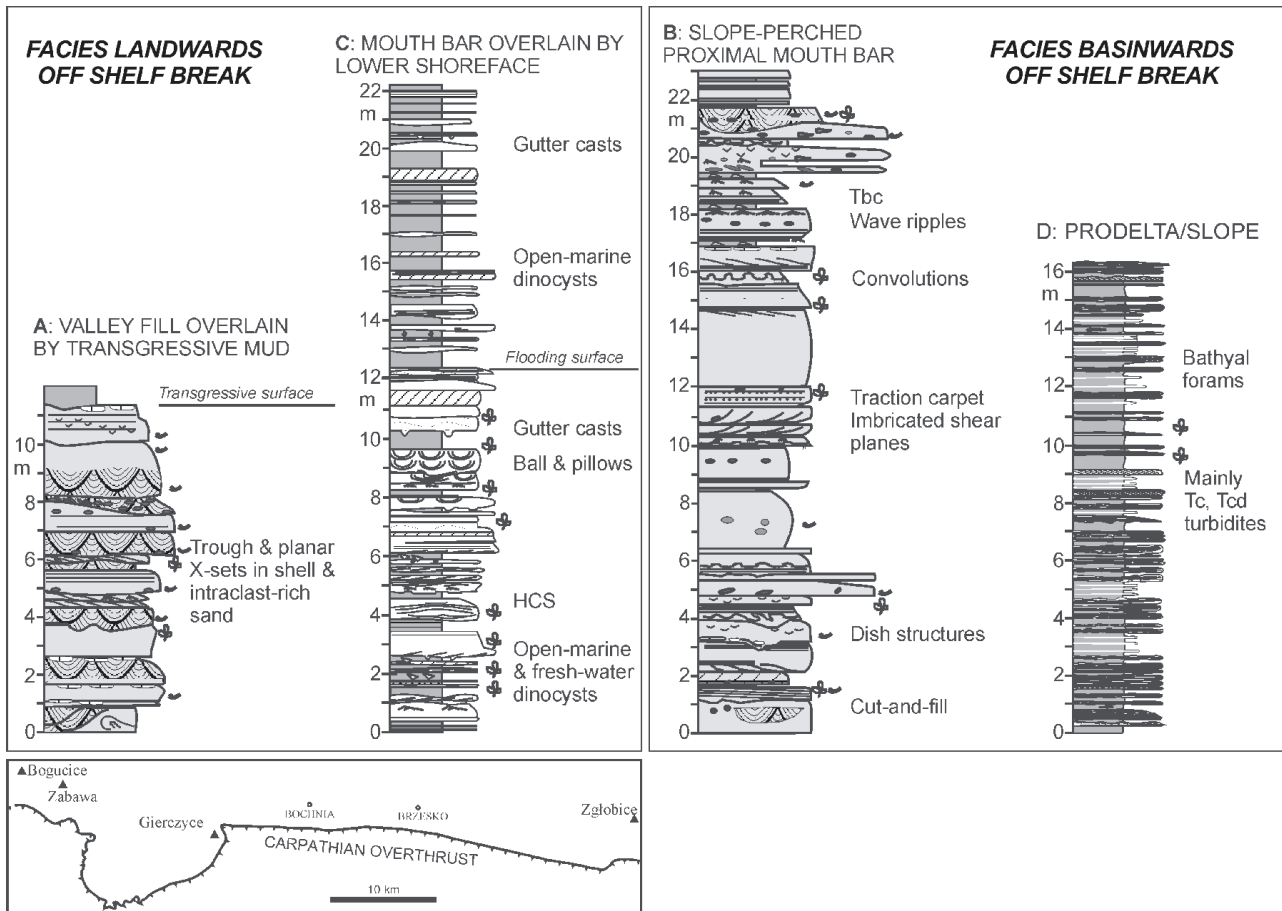 FACIES LANDWARDS
OFF SHELF BREAK
C: MOUTH BAR OVERLAIN BY
LOWER SHOREFACE
22
m
20
18
16
14
12
m
10
8
6
4
2
0
Gutter casts
Open-marine
dinocysts
Flooding surface
Gutter casts
Ball & pillows
HCS
Open-marine
& fresh-water
dinocysts
A: VALLEY FILL OVERLAIN
BY TRANSGRESSIVE MUD
Transgressive surface
10
m
8
6
4
2
0
Trough & planar
X-sets in shell &
intraclast-rich
sand
B: SLOPE-PERCHED
PROXIMAL MOUTH BAR
FACIES BASINWARDS
OFF SHELF BREAK
22
m
20
18
16
14
12
10
8
6
4
2
0
Tbc
Wave ripples
Convolutions
Traction carpet
Imbricated shear
planes
Dish structures
Cut-and-fill
D: PRODELTA/SLOPE
16
m
14
12
10
8
6
4
2
0
Bathyal
forams
Mainly
Tc, Tcd
turbidites
Bogucice
Zabawa
Gierczyce
BOCHNIA
BRZESKO
Zgłobice
CARPATHIAN OVERTHRUST
10 km